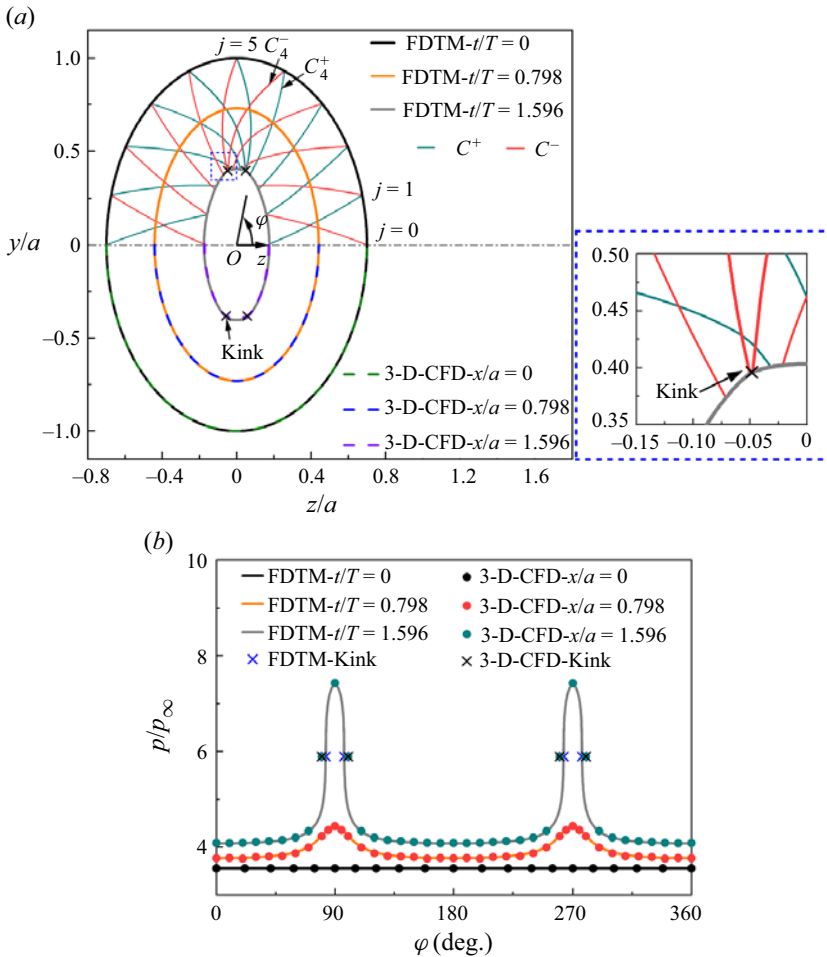 (a)
1.0
0.5
y/a
0
−0.5
−1.0
−0.8
−0.4
0
0.4
0.8
1.2
1.6
z/a
j = 5
C₄⁻
C₄⁺
FDTM-t/T = 0
FDTM-t/T = 0.798
FDTM-t/T = 1.596
C⁺
C⁻
j = 1
j = 0
φ
O
z
Kink
3-D-CFD-x/a = 0
3-D-CFD-x/a = 0.798
3-D-CFD-x/a = 1.596
0.50
0.45
0.40
0.35
Kink
−0.15
−0.10
−0.05
0
(b)
10
8
6
4
p/p∞
FDTM-t/T = 0
FDTM-t/T = 0.798
FDTM-t/T = 1.596
FDTM-Kink
3-D-CFD-x/a = 0
3-D-CFD-x/a = 0.798
3-D-CFD-x/a = 1.596
3-D-CFD-Kink
0
90
180
270
360
φ (deg.)